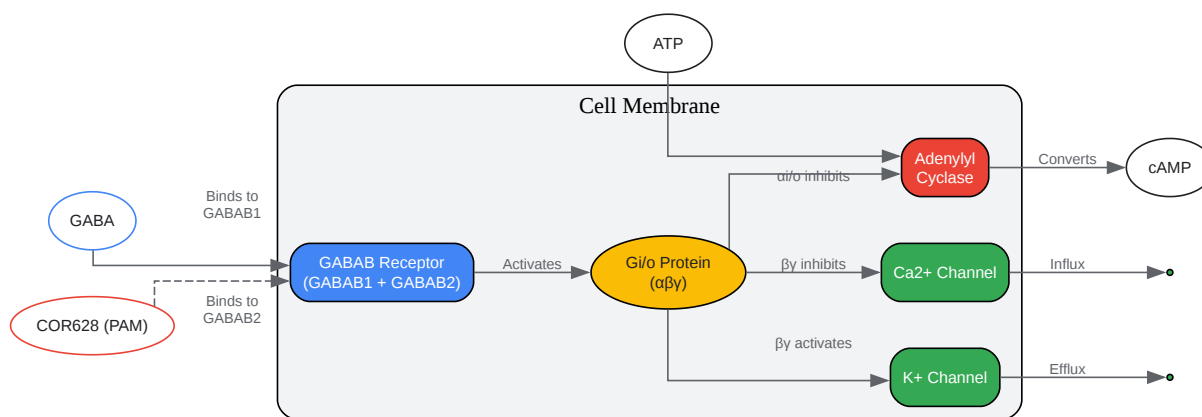 ATP
Cell Membrane
Adenylyl
Cyclase
Converts
cAMP
αi/o inhibits
Binds to
GABAB1
GABA
GABAB Receptor
(GABAB1 + GABAB2)
Activates
Gi/o Protein
(αβγ)
βγ inhibits
Ca2+ Channel
Influx
Binds to
GABAB2
COR628 (PAM)
βγ activates
K+ Channel
Efflux